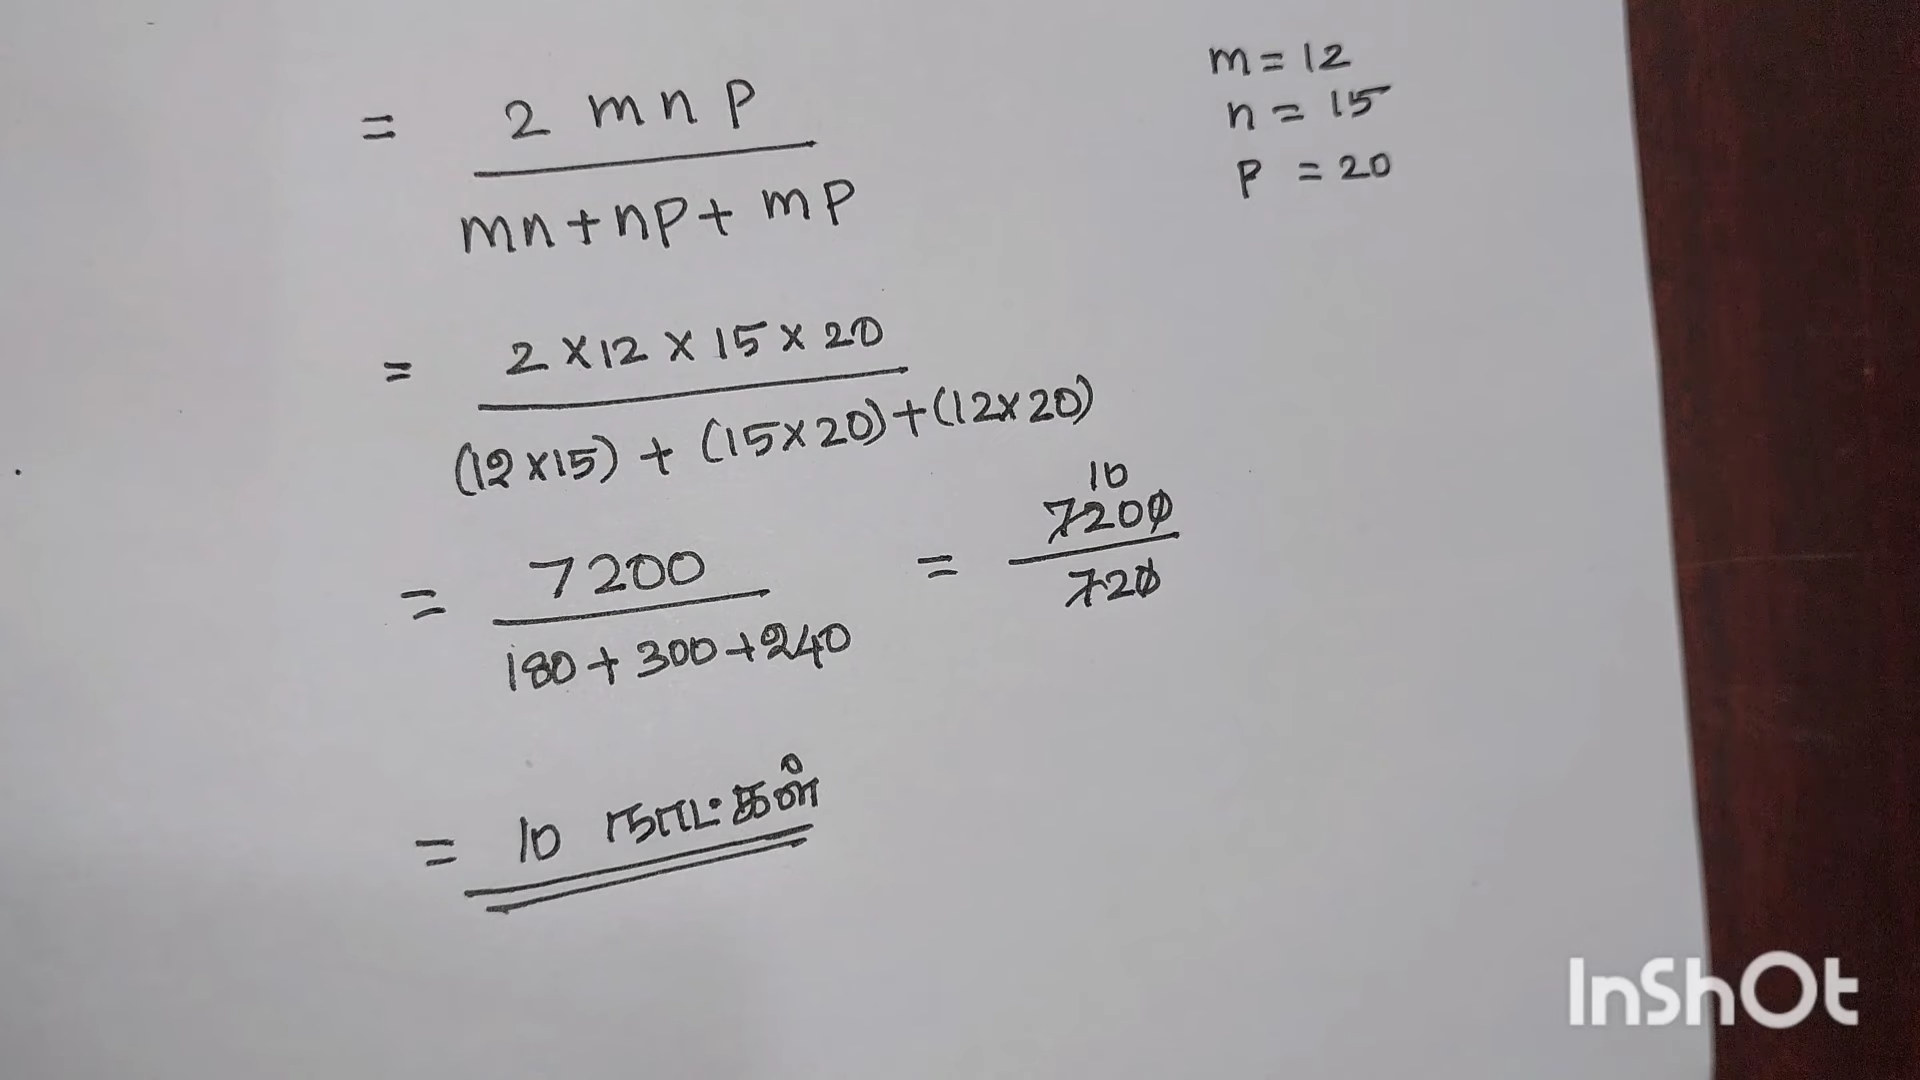 m = 12
n = 15
P = 20
= 2 m n P
mn + nP + mP
= 2 × 12 × 15 × 20
(12 × 15) + (15 × 20) + (12 × 20)
= 7200
180 + 300 + 240
10
= 7200
720
= 10 நாட்கள்
InShOt